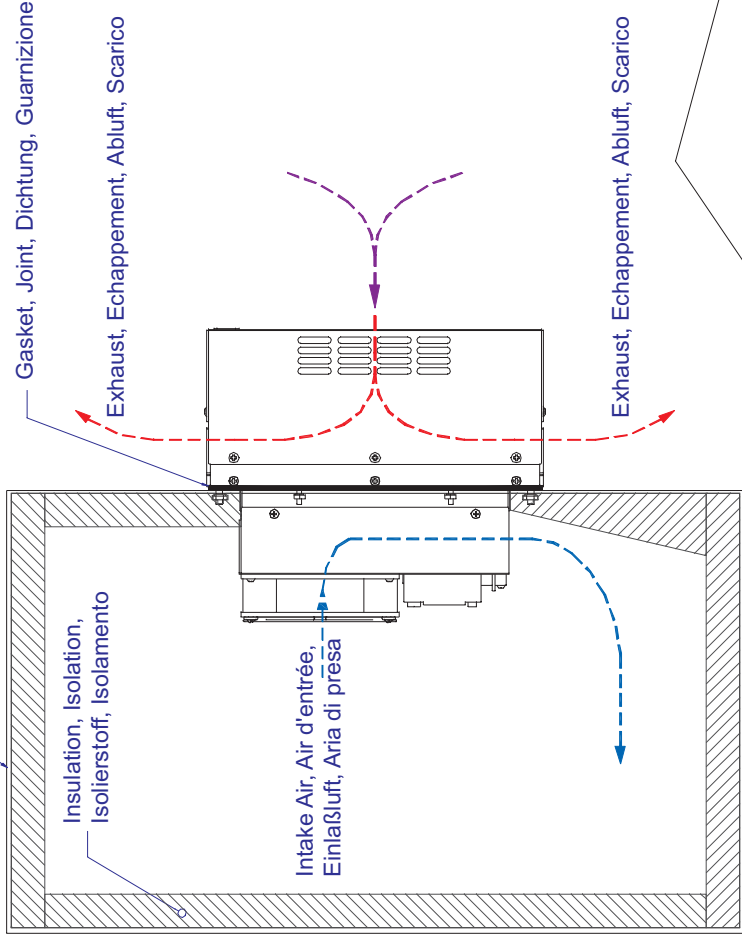 Gasket, Joint, Dichtung, Guarnizione
Exhaust, Echappement, Abluft, Scarico
Exhaust, Echappement, Abluft, Scarico
Insulation, Isolation,
Isolierstoff, Isolamento
Intake Air, Air d'entrée,
Einlaßluft, Aria di presa